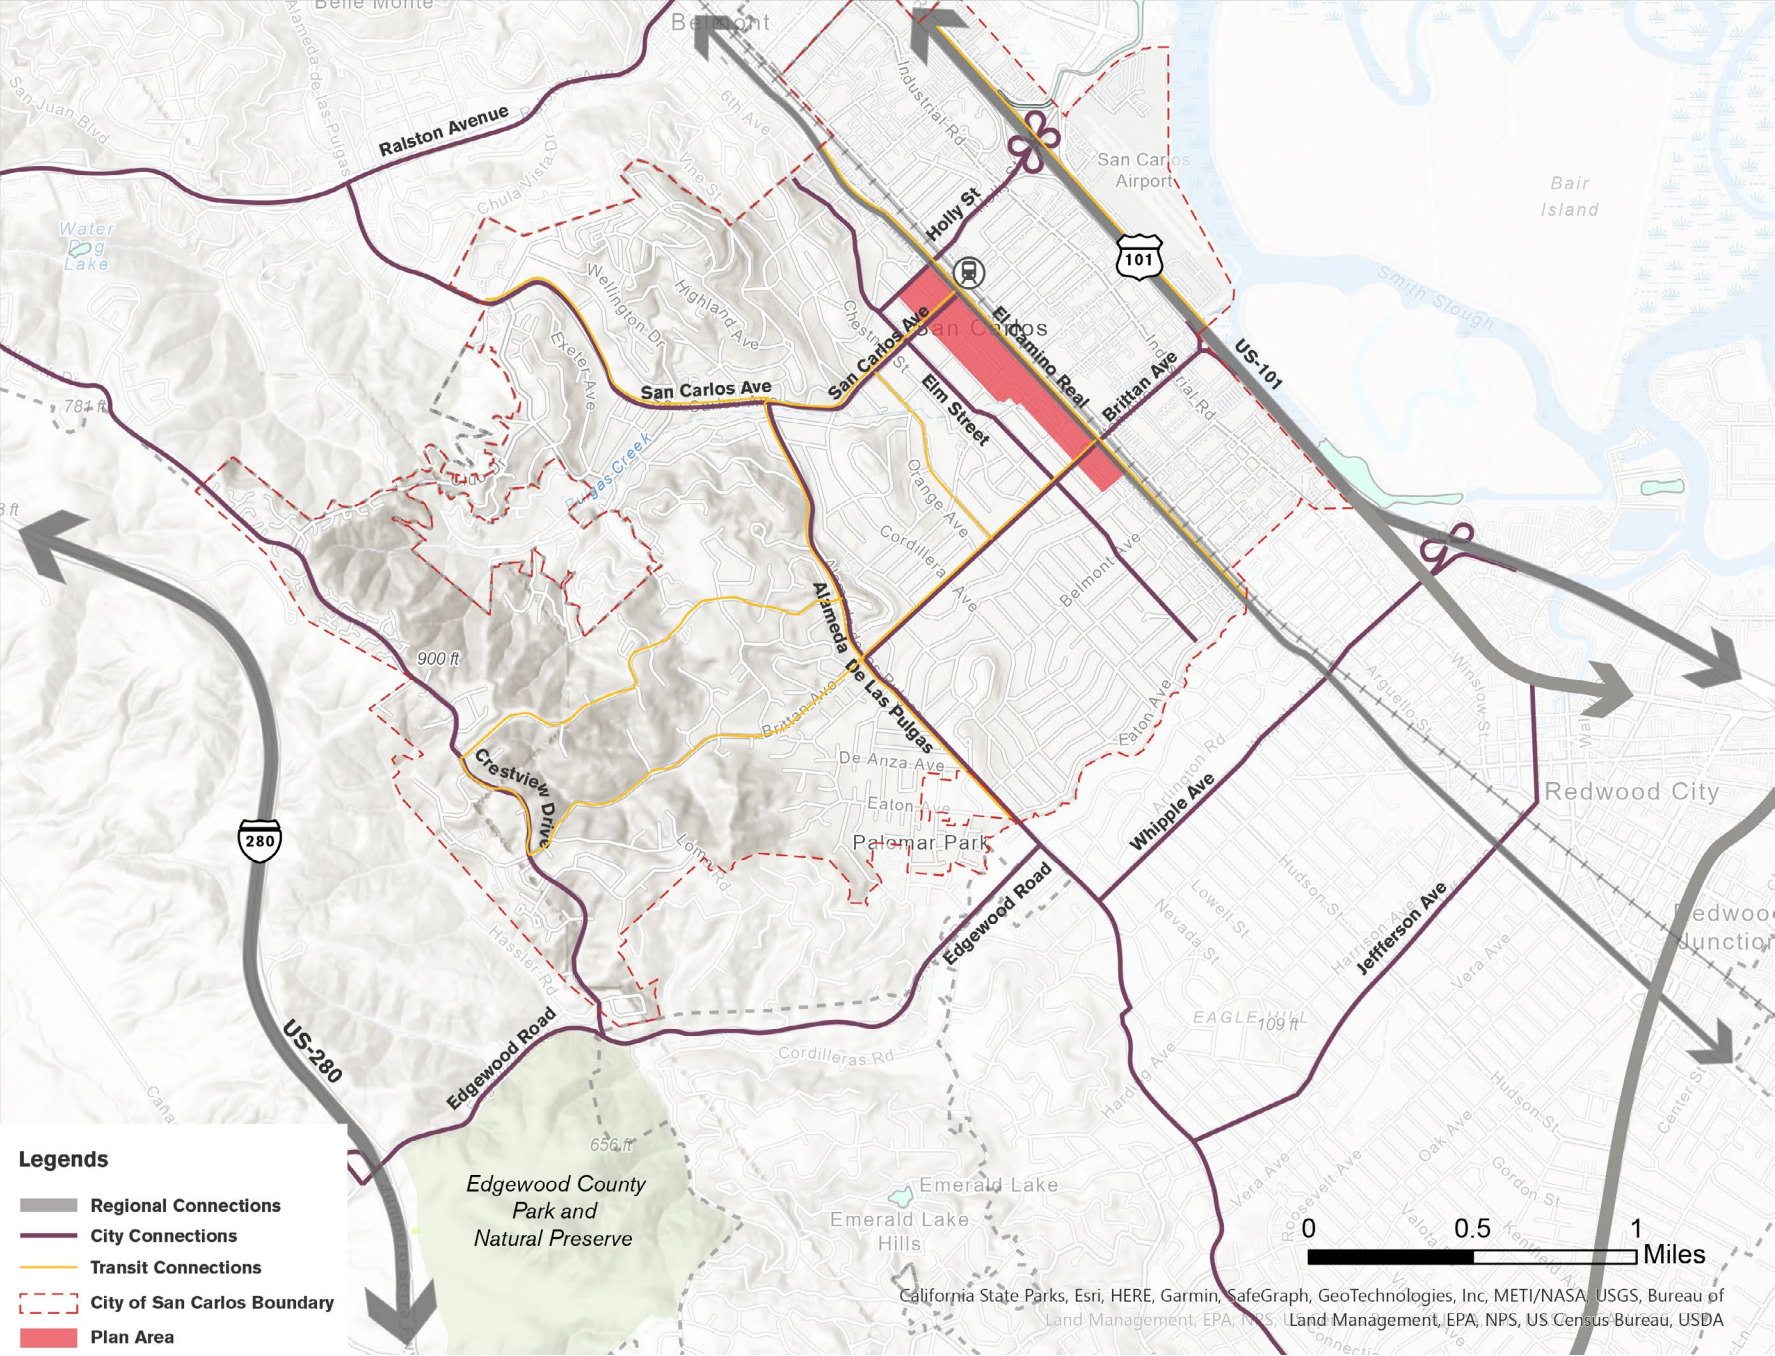 Belle Monte
Belmont
Alameda-de-las-Pulgas
San Juan Blvd
Ralston Avenue
6th Ave
Industrial-Rd
Chula Vista D
Vine St
San Carlos
Airport
Bair
Island
Holly St
Water
Dog
Lake
101
Smith Slough
Wellington Dr
Highland Ave
Chestnut St
San Carlos
El Camino Real
San Carlos Ave
San Carlos Ave
Exeter Ave
Elm Street
Brittan Ave
Industrial-Rd
US-101
781 ft
Club
Pulgas-Creek
Orange Ave
Cordillera Ave
Belmont Ave
Alameda De Las Pulgas
900 ft
Brittan-Ave
Eaton Ave
Arguello St
Winslow St
Crestview Drive
De Anza Ave
Eaton Ave
Arlington Rd
Whipple Ave
Redwood City
280
Palomar Park
Edgewood Road
Hudson-St
Lowell St
Nevada St
Harrison-Ave
Jefferson Ave
Vera Ave
Redwood
Junction
Hassler Rd
US-280
Edgewood Road
Cordilleras Rd
EAGLE HILL
109 ft
Harding Ave
Hudson-St
Center St
656 ft
Oak Ave
Vera Ave
Roosevelt Ave
Gordon St
Edgewood County
Park and
Natural Preserve
Emerald Lake
Emerald Lake
Hills
Legends
Regional Connections
City Connections
Transit Connections
City of San Carlos Boundary
Plan Area
0 0.5 1
Miles
California State Parks, Esri, HERE, Garmin, SafeGraph, GeoTechnologies, Inc, METI/NASA, USGS, Bureau of
Land Management, EPA, NPS, US Census Bureau, USDA